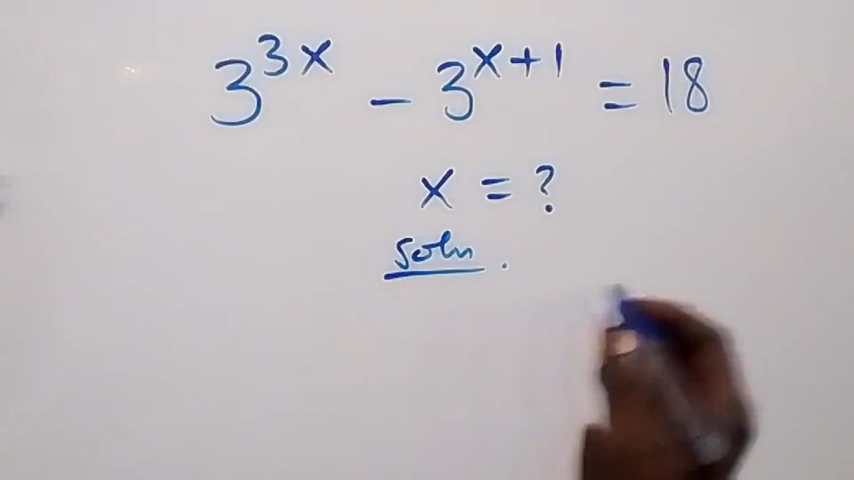 3^{3x} - 3^{x+1} = 18
x = ?
Soln.